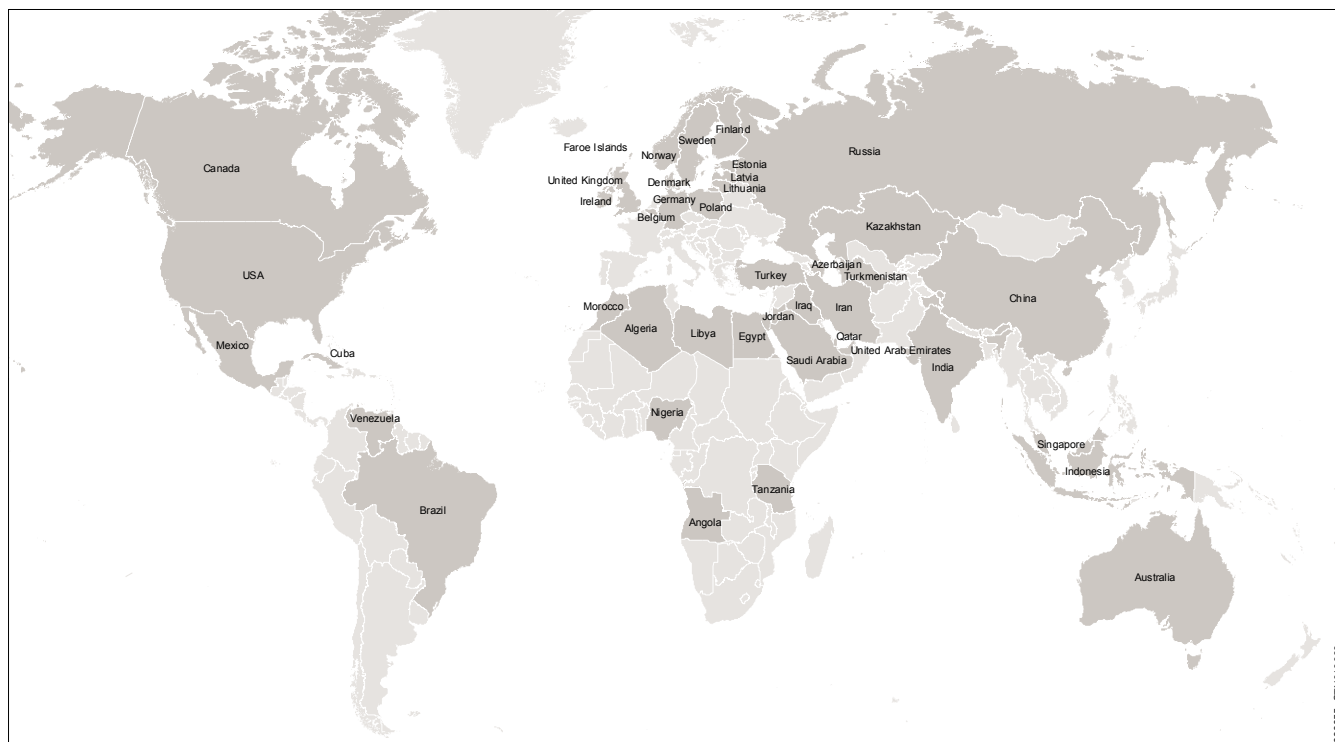 Finland
Sweden
Faroe Islands
Norway
Russia
Estonia
Canada
Latvia
United Kingdom
Denmark
Lithuania
Germany
Ireland
Poland
Belgium
Kazakhstan
Azerbaijan
USA
Turkey
Turkmenistan
China
Morocco
Iraq
Iran
Jordan
Algeria
Libya
Egypt
Qatar
Mexico
United Arab Emirates
Cuba
Saudi Arabia
India
Nigeria
Venezuela
Singapore
Indonesia
Tanzania
Brazil
Angola
Australia